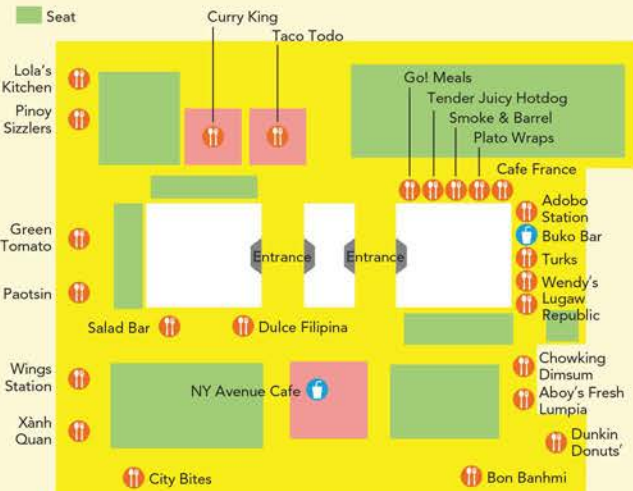 Seat
Curry King
Taco Todo
Lola's
Kitchen
Pinoy
Sizzlers
Go! Meals
Tender Juicy Hotdog
Smoke & Barrel
Plato Wraps
Cafe France
Adobo
Station
Buko Bar
Turks
Wendy's
Lugaw
Republic
Green
Tomato
Entrance
Entrance
Paotsin
Salad Bar
Dulce Filipina
Wings
Station
NY Avenue Cafe
Chowking
Dimsum
Aboy's Fresh
Lumpia
Xành
Quan
Dunkin
Donuts'
City Bites
Bon Banhmi